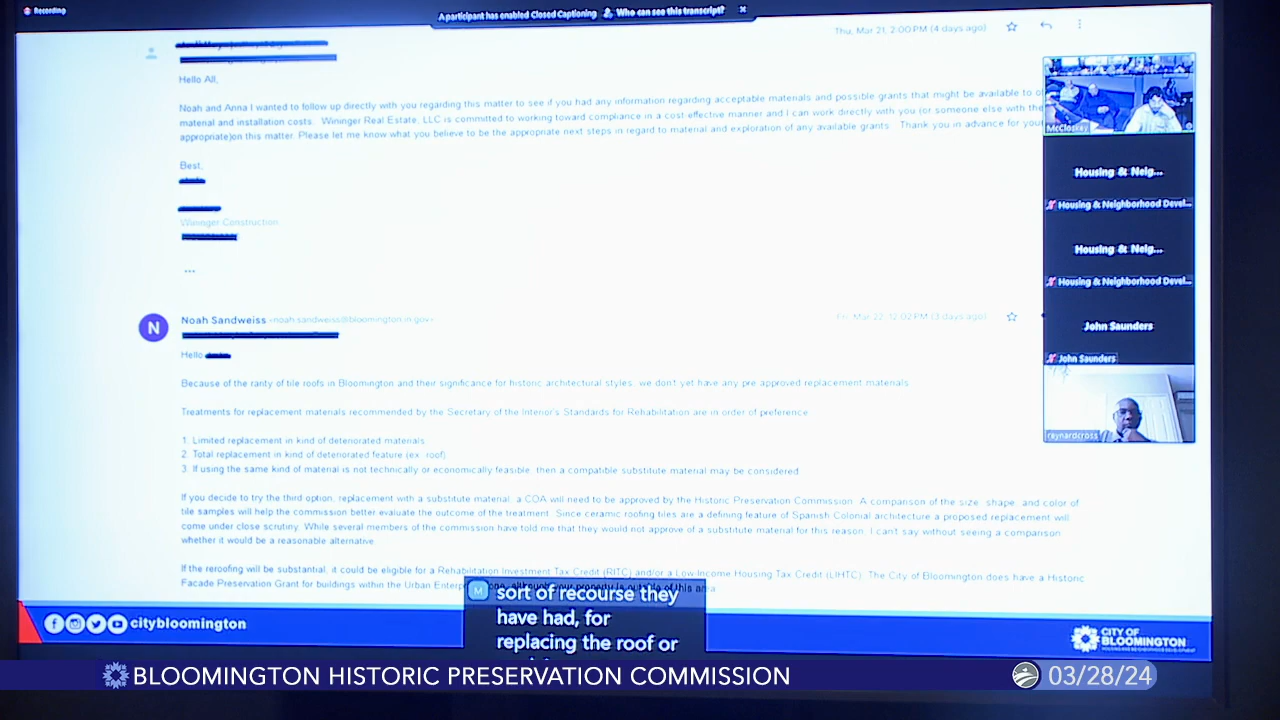 Recording
A participant has enabled Closed Captioning Who can see this transcript? ×
Thu, Mar 21, 2:00 PM (4 days ago)
Hello All,
Noah and Anna I wanted to follow up directly with you regarding this matter to see if you had any information regarding acceptable materials and possible grants that might be available to
material and installation costs. Wininger Real Estate, LLC is committed to working toward compliance in a cost effective manner and I can work directly with you (or someone else with the
appropriate)on this matter. Please let me know what you believe to be the appropriate next steps in regard to material and exploration of any available grants. Thank you in advance for your
Best,
Wininger Construction
...
N
Noah Sandweiss <noah.sandweiss@bloomington.in.gov>
Fri, Mar 22, 12:02 PM (3 days ago)
Hello
Because of the rarity of tile roofs in Bloomington and their significance for historic architectural styles, we don't yet have any pre approved replacement materials.
Treatments for replacement materials recommended by the Secretary of the Interior's Standards for Rehabilitation are in order of preference
1. Limited replacement in kind of deteriorated materials
2. Total replacement in kind of deteriorated feature (ex. roof)
3. If using the same kind of material is not technically or economically feasible, then a compatible substitute material may be considered
If you decide to try the third option, replacement with a substitute material, a COA will need to be approved by the Historic Preservation Commission. A comparison of the size, shape, and color of
tile samples will help the commission better evaluate the outcome of the treatment. Since ceramic roofing tiles are a defining feature of Spanish Colonial architecture a proposed replacement will
come under close scrutiny. While several members of the commission have told me that they would not approve of a substitute material for this reason, I can't say without seeing a comparison
whether it would be a reasonable alternative.
If the reroofing will be substantial, it could be eligible for a Rehabilitation Investment Tax Credit (RITC) and/or a Low-Income Housing Tax Credit (LIHTC). The City of Bloomington does have a Historic
Facade Preservation Grant for buildings within the Urban Enterprise Zone, although your property is outside of this area.
McCloskey
Housing & Neig...
Housing & Neighborhood Devel...
Housing & Neig...
Housing & Neighborhood Devel...
John Saunders
John Saunders
reynardcross
M
sort of recourse they
have had, for
replacing the roof or
citybloomington
CITY OF
BLOOMINGTON
BLOOMINGTON HISTORIC PRESERVATION COMMISSION
03/28/24